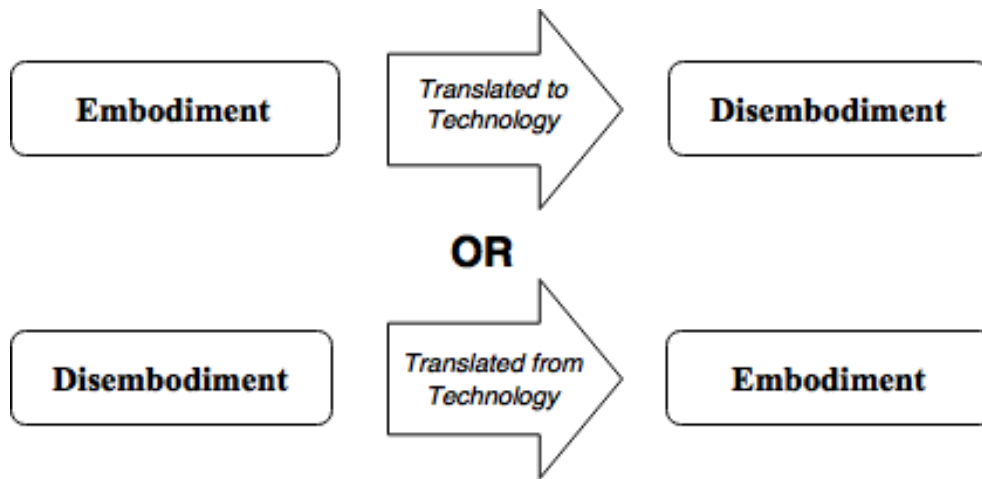 Embodiment
Translated to
Technology
Disembodiment
OR
Disembodiment
Translated from
Technology
Embodiment